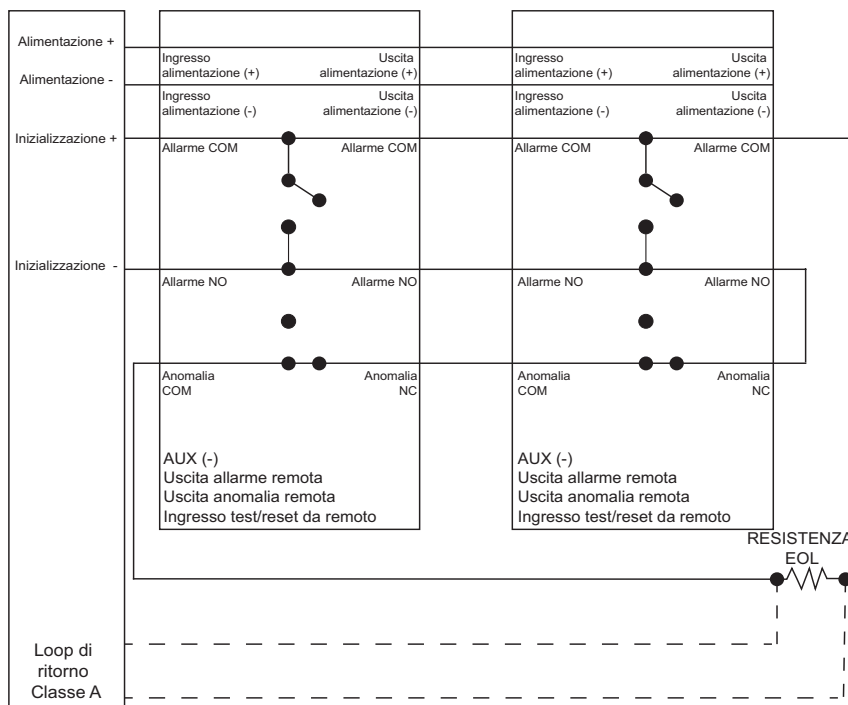 Alimentazione +
Ingresso
alimentazione (+)
Uscita
alimentazione (+)
Ingresso
alimentazione (+)
Uscita
alimentazione (+)
Alimentazione -
Ingresso
alimentazione (-)
Uscita
alimentazione (-)
Ingresso
alimentazione (-)
Uscita
alimentazione (-)
Inizializzazione +
Allarme COM
Allarme COM
Allarme COM
Allarme COM
Inizializzazione -
Allarme NO
Allarme NO
Allarme NO
Allarme NO
Anomalia
COM
Anomalia
NC
Anomalia
COM
Anomalia
NC
AUX (-)
Uscita allarme remota
Uscita anomalia remota
Ingresso test/reset da remoto
AUX (-)
Uscita allarme remota
Uscita anomalia remota
Ingresso test/reset da remoto
RESISTENZA
EOL
Loop di
ritorno
Classe A